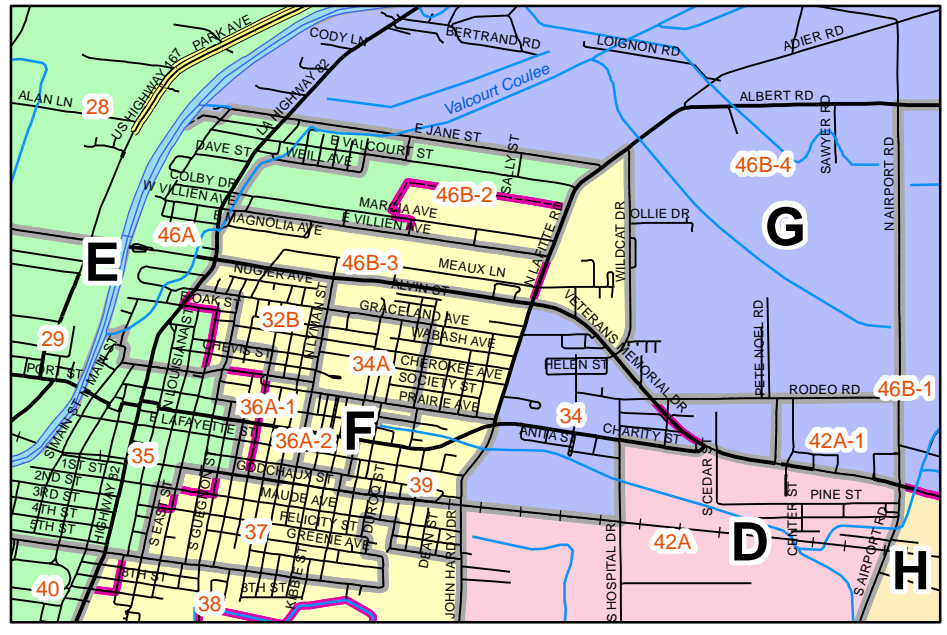 PARK AVE
US HIGHWAY 167
CODY LN
BERTRAND RD
LOIGNON RD
ADIER RD
ALAN LN
28
LA HIGHWAY 82
Valcourt Coulee
ALBERT RD
SAWYER RD
E JANE ST
E VALCOURT ST
DAVE ST
WEILL AVE
SALLY ST
N AIRPORT RD
46B-4
COLBY DR
W VILLIEN AVE
46B-2
MARCIA AVE
E VILLIEN AVE
E MAGNOLIA AVE
46A
N LAFITTE RD
WILDCAT DR
OLLIE DR
G
E
46B-3
MEAUX LN
NUGIER AVE
ALVIN ST
E OAK ST
N LYMAN ST
GRACELAND AVE
VETERANS MEMORIAL DR
32B
WABASH AVE
29
N LOUISIANA ST
CHEVIS ST
34A
CHEROKEE AVE
SOCIETY ST
PRAIRIE AVE
HELEN ST
PETE NOEL RD
PORT ST
S MAIN ST
N MAIN ST
36A-1
RODEO RD
46B-1
E LAFAYETTE ST
36A-2
F
34
ANITA ST
CHARITY ST
42A-1
35
1ST ST
2ND ST
3RD ST
4TH ST
5TH ST
HIGHWAY 82
GODCHAUX ST
S EAST ST
S GUEGNON ST
MAUDE AVE
FELICITY ST
GREENE AVE
37
DUROCQ ST
39
DEAN ST
JOHN HARDY DR
S HOSPITAL DR
S CEDAR ST
CENTER ST
PINE ST
42A
D
S AIRPORT RD
H
40
8TH ST
8TH ST
KIBBE ST
38